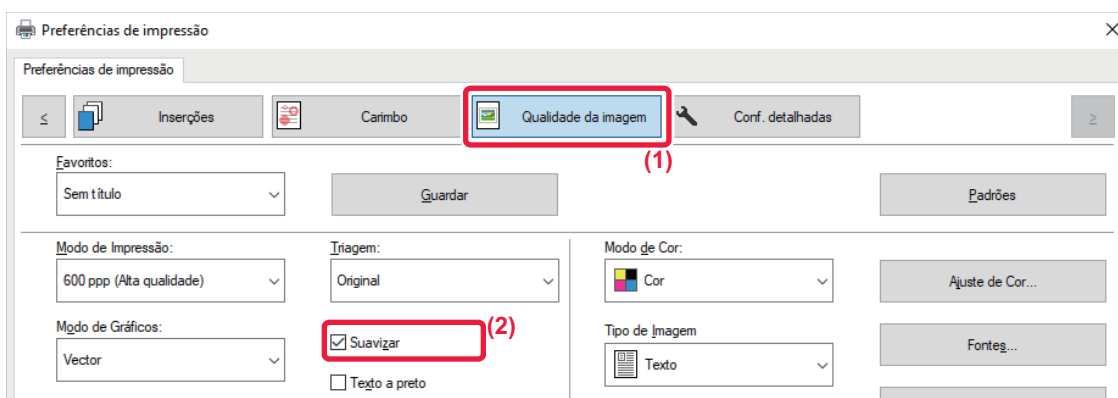 Preferências de impressão
Preferências de impressão
< Inserções Carimbo Qualidade da imagem Conf. detalhadas >
(1)
Favoritos:
Sem título Guardar Padrões
Modo de Impressão: Triagem: Modo de Cor:
600 ppp (Alta qualidade) Original Cor Ajuste de Cor...
Modo de Gráficos: (2) Tipo de Imagem
Vector Suavizar Texto Fontes...
Texto a preto